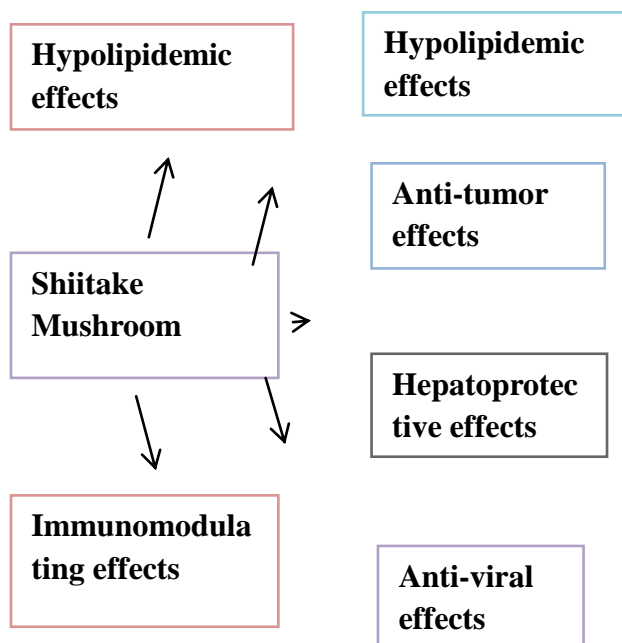 Hypolipidemic
effects
Hypolipidemic
effects
Anti-tumor
effects
Shiitake
Mushroom
Hepatoprotec
tive effects
Immunomodula
ting effects
Anti-viral
effects